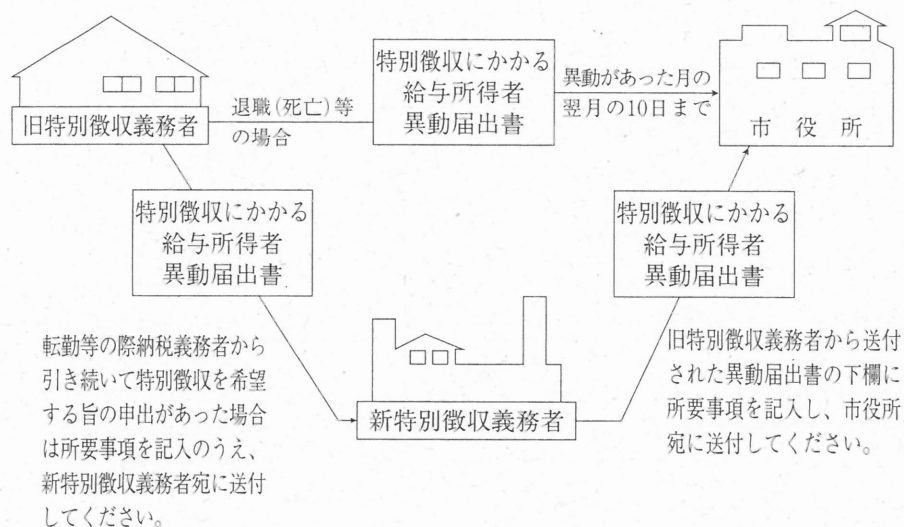 特別徴収にかかる
給与所得者
異動届出書
旧特別徴収義務者
退職(死亡)等
の場合
異動があった月の
翌月の10日まで
市役所
特別徴収にかかる
給与所得者
異動届出書
特別徴収にかかる
給与所得者
異動届出書
転勤等の際納税義務者から
引き続いて特別徴収を希望
する旨の申出があった場合
は所要事項を記入のうえ、
新特別徴収義務者宛に送付
してください。
新特別徴収義務者
旧特別徴収義務者から送付
された異動届出書の下欄に
所要事項を記入し、市役所
宛に送付してください。